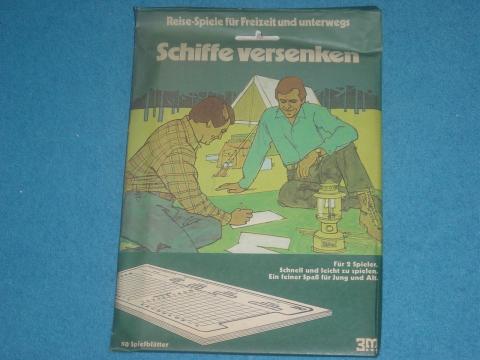 Reise-Spiele für Freizeit und unterwegs
Schiffe versenken
Für 2 Spieler.
Schnell und leicht zu spielen.
Ein feiner Spaß für Jung und Alt.
50 Spielblätter
3M